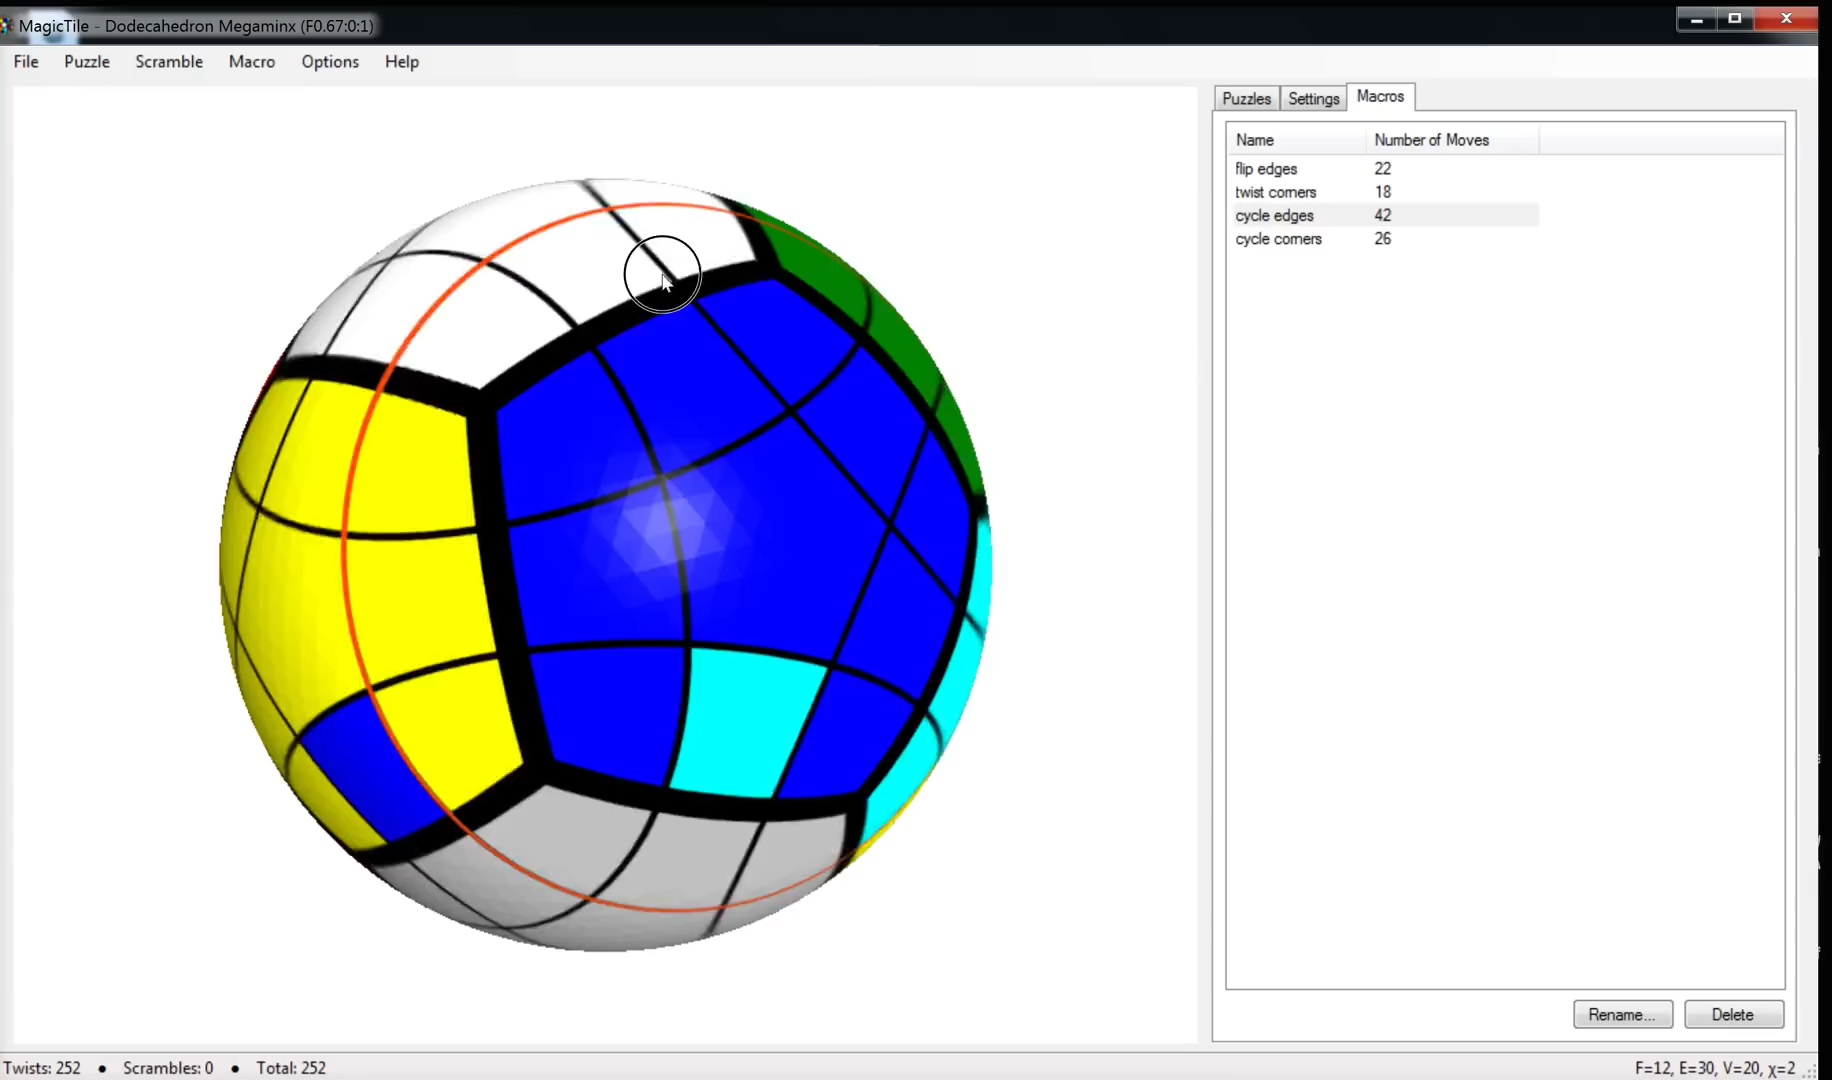 MagicTile - Dodecahedron Megaminx (F0.67:0:1)
File Puzzle Scramble Macro Options Help
Puzzles Settings Macros
Name Number of Moves
flip edges 22
twist corners 18
cycle edges 42
cycle corners 26
Rename... Delete
Twists: 252 • Scrambles: 0 • Total: 252 F=12, E=30, V=20, χ=2